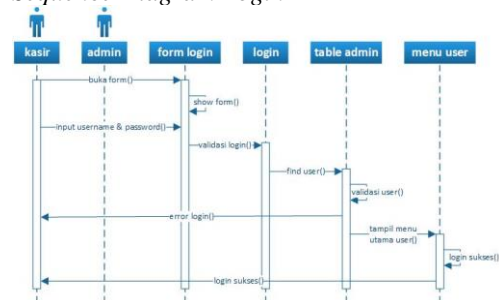 kasir
admin
form login
login
table admin
menu user
buka form()
show form()
input username & password()
validasi login()
find user()
validasi user()
error login()
tampil menu
utama user()
login sukses()
login sukses()